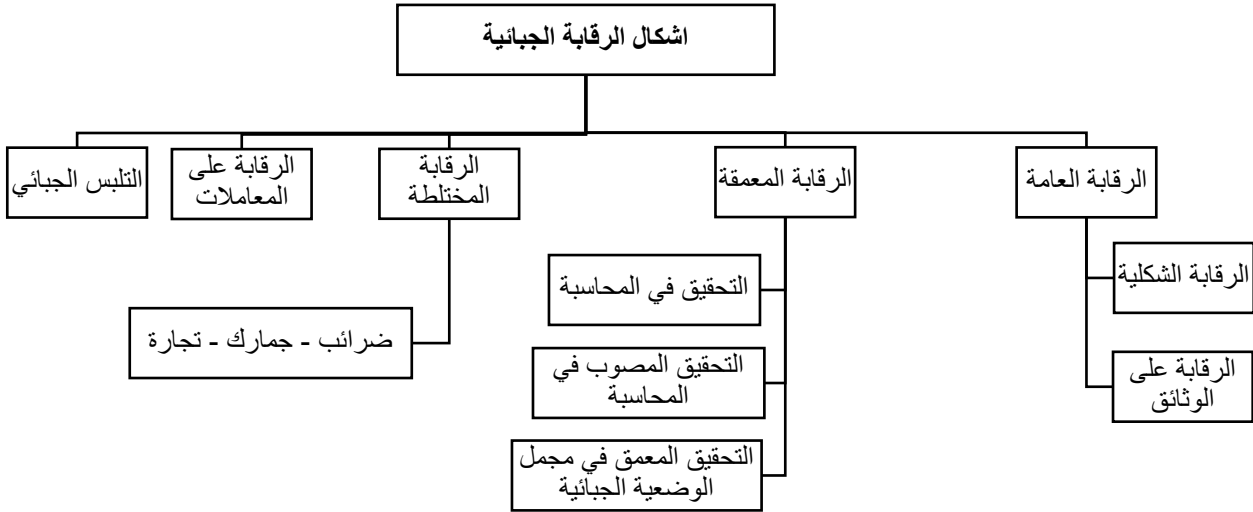 اشكال الرقابة الجبائية
الرقابة العامة
الرقابة المعمقة
الرقابة
المختلطة
الرقابة على
المعاملات
التلبس الجبائي
الرقابة الشكلية
الرقابة على
الوثائق
التحقيق في المحاسبة
التحقيق المصوب في
المحاسبة
التحقيق المعمق في مجمل
الوضعية الجبائية
ضرائب - جمارك - تجارة